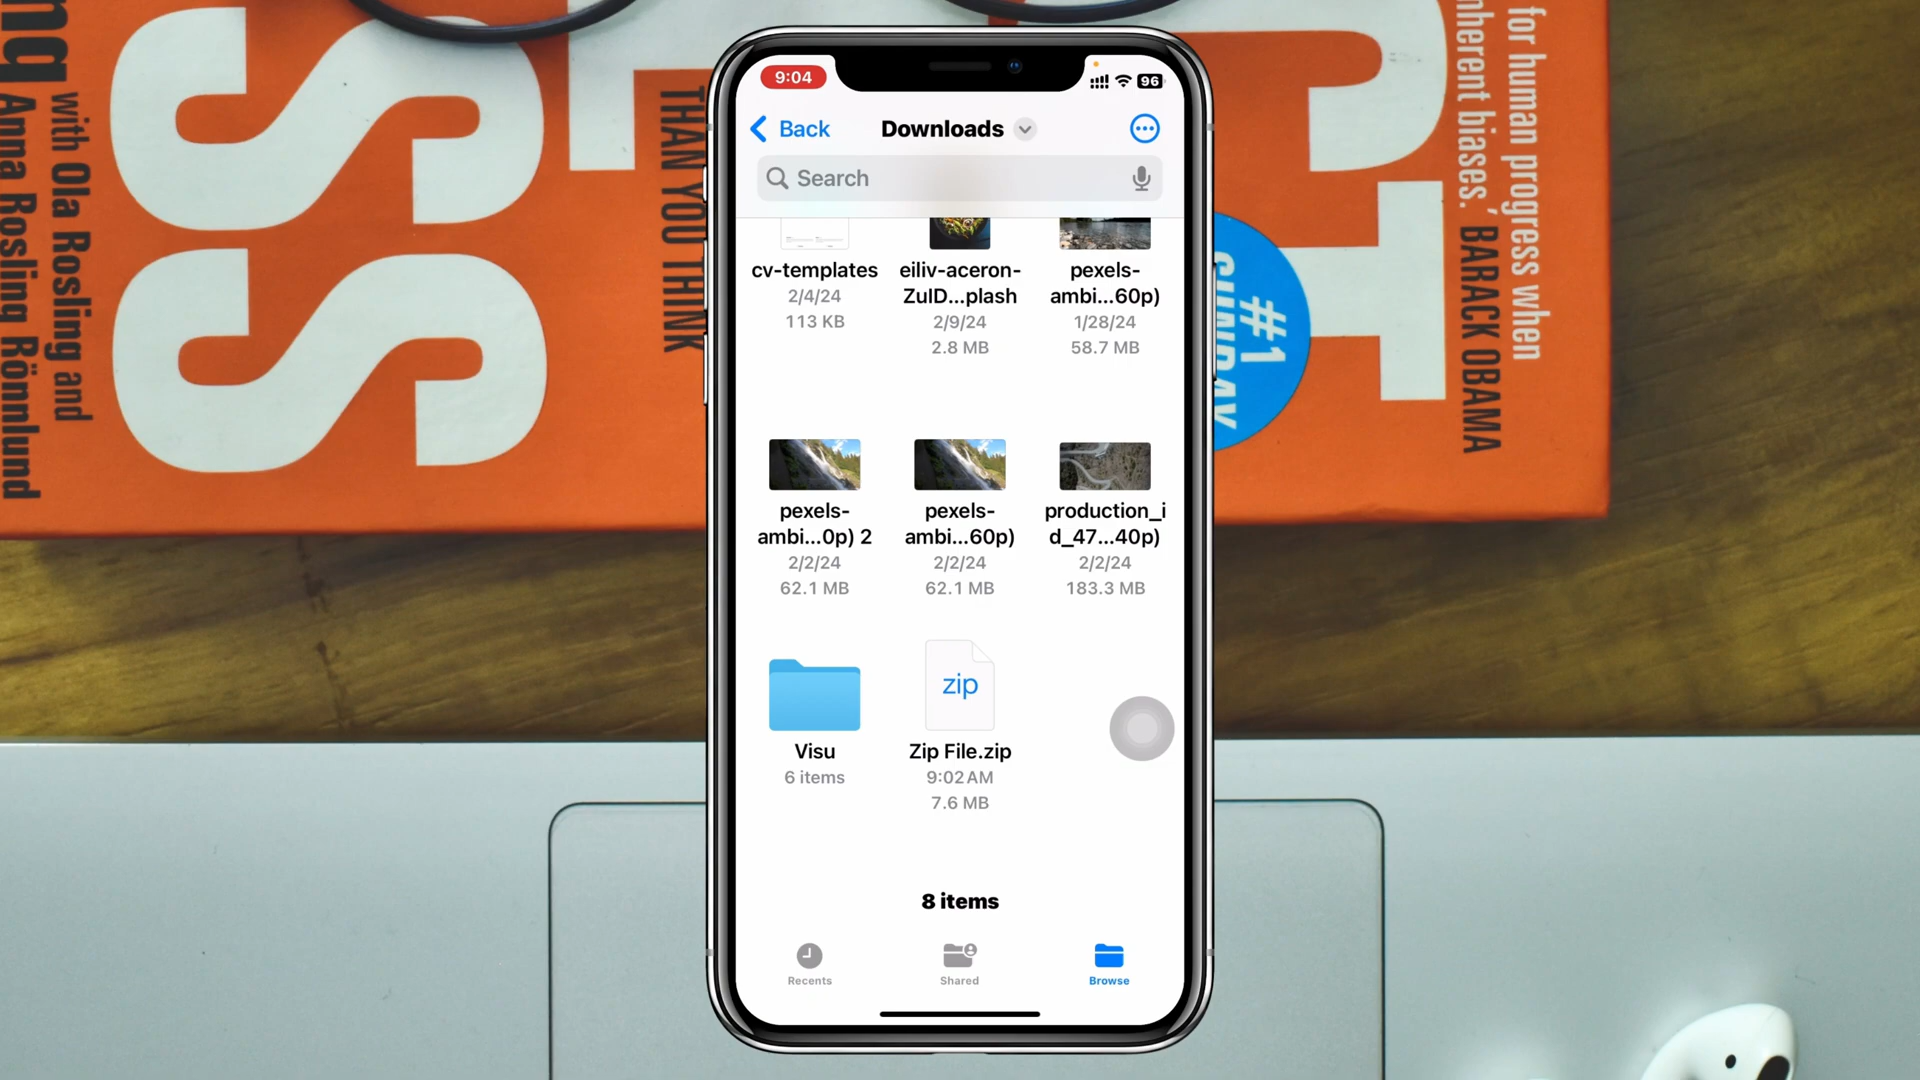 with Ola Rosling and
Anna Rosling Rönnlund
THAN YOU THINK
for human progress when
inherent biases.' BARACK OBAMA
#1
SUNDAY
9:04
96
Back
Downloads
Search
cv-templates
2/4/24
113 KB
eiliv-aceron-
ZuID...plash
2/9/24
2.8 MB
pexels-
ambi...60p)
1/28/24
58.7 MB
pexels-
ambi...0p) 2
2/2/24
62.1 MB
pexels-
ambi...60p)
2/2/24
62.1 MB
production_i
d_47...40p)
2/2/24
183.3 MB
Visu
6 items
zip
Zip File.zip
9:02 AM
7.6 MB
8 items
Recents
Shared
Browse